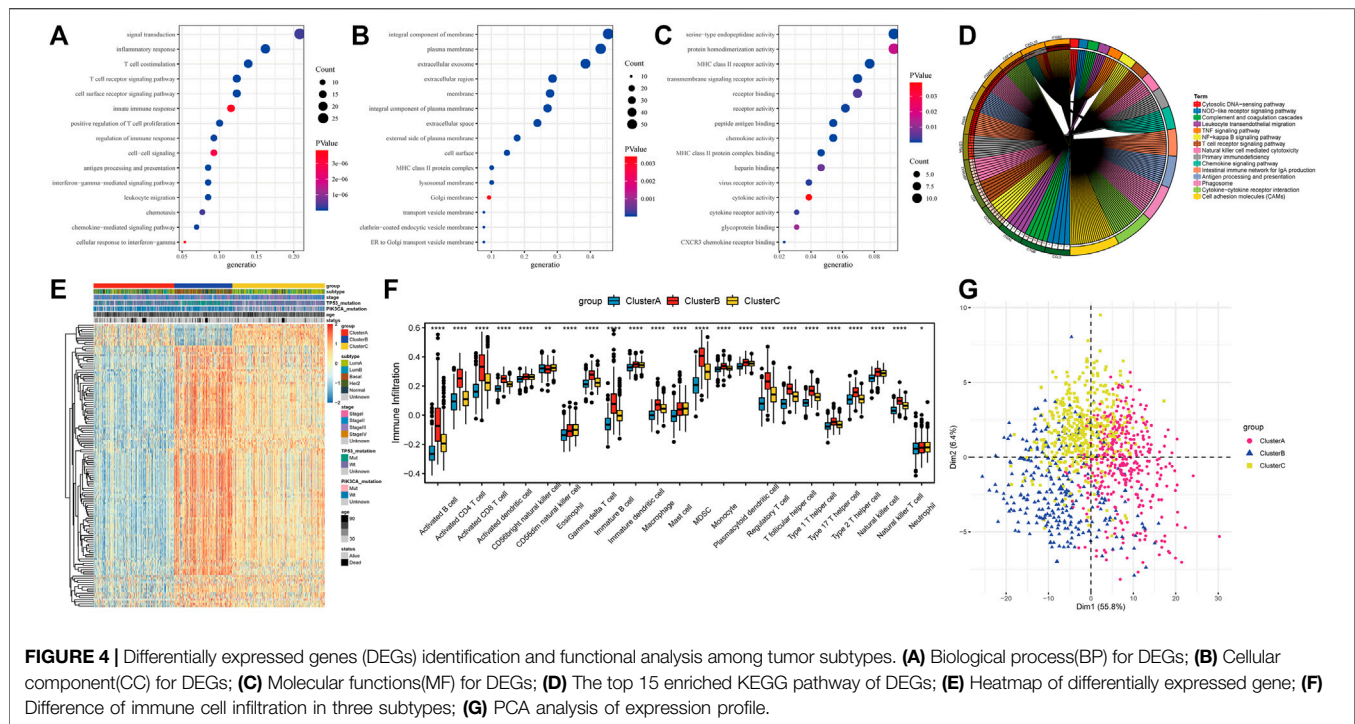 A
signal transduction
inflammatory response
T cell costimulation
T cell receptor signaling pathway
cell surface receptor signaling pathway
innate immune response
positive regulation of T cell proliferation
regulation of immune response
cell-cell signaling
antigen processing and presentation
interferon-gamma-mediated signaling pathway
leukocyte migration
chemotaxis
chemokine-mediated signaling pathway
cellular response to interferon-gamma
0.05 0.10 0.15 0.20
generatio
Count
10
15
20
25
PValue
3e-06
2e-06
1e-06
B
integral component of membrane
plasma membrane
extracellular exosome
extracellular region
membrane
integral component of plasma membrane
extracellular space
external side of plasma membrane
cell surface
MHC class II protein complex
lysosomal membrane
Golgi membrane
transport vesicle membrane
clathrin-coated endocytic vesicle membrane
ER to Golgi transport vesicle membrane
0.1 0.2 0.3 0.4
generatio
Count
10
20
30
40
50
PValue
0.003
0.002
0.001
C
serine-type endopeptidase activity
protein homodimerization activity
MHC class II receptor activity
transmembrane signaling receptor activity
receptor binding
receptor activity
peptide antigen binding
chemokine activity
MHC class II protein complex binding
heparin binding
virus receptor activity
cytokine activity
cytokine receptor activity
glycoprotein binding
CXCR3 chemokine receptor binding
0.02 0.04 0.06 0.08
generatio
PValue
0.03
0.02
0.01
Count
5.0
7.5
10.0
D
Term
Cytosolic DNA-sensing pathway
NOD-like receptor signaling pathway
Complement and coagulation cascades
Leukocyte transendothelial migration
TNF signaling pathway
NF-kappa B signaling pathway
T cell receptor signaling pathway
Natural killer cell mediated cytotoxicity
Primary immunodeficiency
Chemokine signaling pathway
Intestinal immune network for IgA production
Antigen processing and presentation
Phagosome
Cytokine-cytokine receptor interaction
Cell adhesion molecules (CAMs)
E
group
subtype
stage
TP53_mutation
PIK3CA_mutation
age
status
group
ClusterA
ClusterB
ClusterC
subtype
LumA
LumB
Basal
Her2
Normal
Unknown
stage
StageI
StageII
StageIII
StageIV
Unknown
TP53_mutation
Mut
Wt
Unknown
PIK3CA_mutation
Mut
Wt
Unknown
age
90
30
status
Alive
Dead
2
1
0
-1
-2
F
group ClusterA ClusterB ClusterC
**** **** **** **** **** ** **** **** **** **** **** **** **** **** **** **** **** **** **** **** **** **** *
Immune Infiltration
0.6
0.4
0.2
0.0
−0.2
−0.4
Activated B cell
Activated CD4 T cell
Activated CD8 T cell
Activated dendritic cell
CD56bright natural killer cell
CD56dim natural killer cell
Eosinophil
Gamma delta T cell
Immature B cell
Immature dendritic cell
Macrophage
Mast cell
MDSC
Monocyte
Plasmacytoid dendritic cell
Regulatory T cell
T follicular helper cell
Type 1 T helper cell
Type 17 T helper cell
Type 2 T helper cell
Natural killer cell
Natural killer T cell
Neutrophil
G
10
5
0
−5
Dim2 (6.4%)
−20 −10 0 10 20 30
Dim1 (55.8%)
group
ClusterA
ClusterB
ClusterC
FIGURE 4 | Differentially expressed genes (DEGs) identification and functional analysis among tumor subtypes. (A) Biological process(BP) for DEGs; (B) Cellular
component(CC) for DEGs; (C) Molecular functions(MF) for DEGs; (D) The top 15 enriched KEGG pathway of DEGs; (E) Heatmap of differentially expressed gene; (F)
Difference of immune cell infiltration in three subtypes; (G) PCA analysis of expression profile.